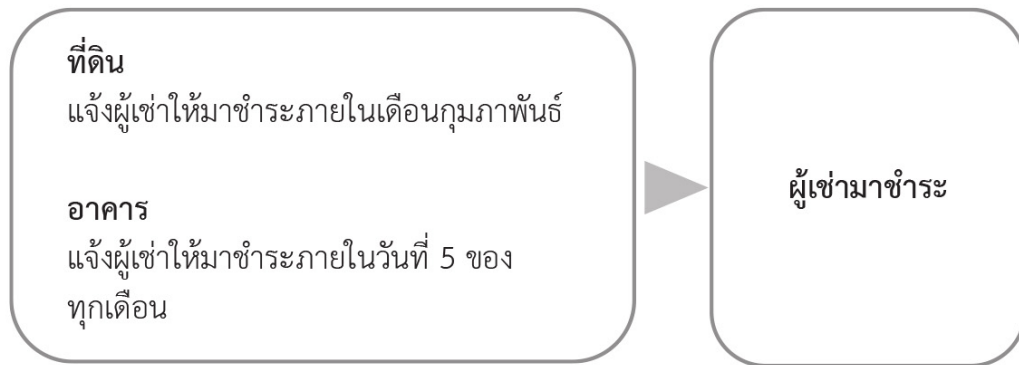 ที่ดิน
แจ้งผู้เช่าให้มาชำระภายในเดือนกุมภาพันธ์
อาคาร
แจ้งผู้เช่าให้มาชำระภายในวันที่ 5 ของ
ทุกเดือน
ผู้เช่ามาชำระ